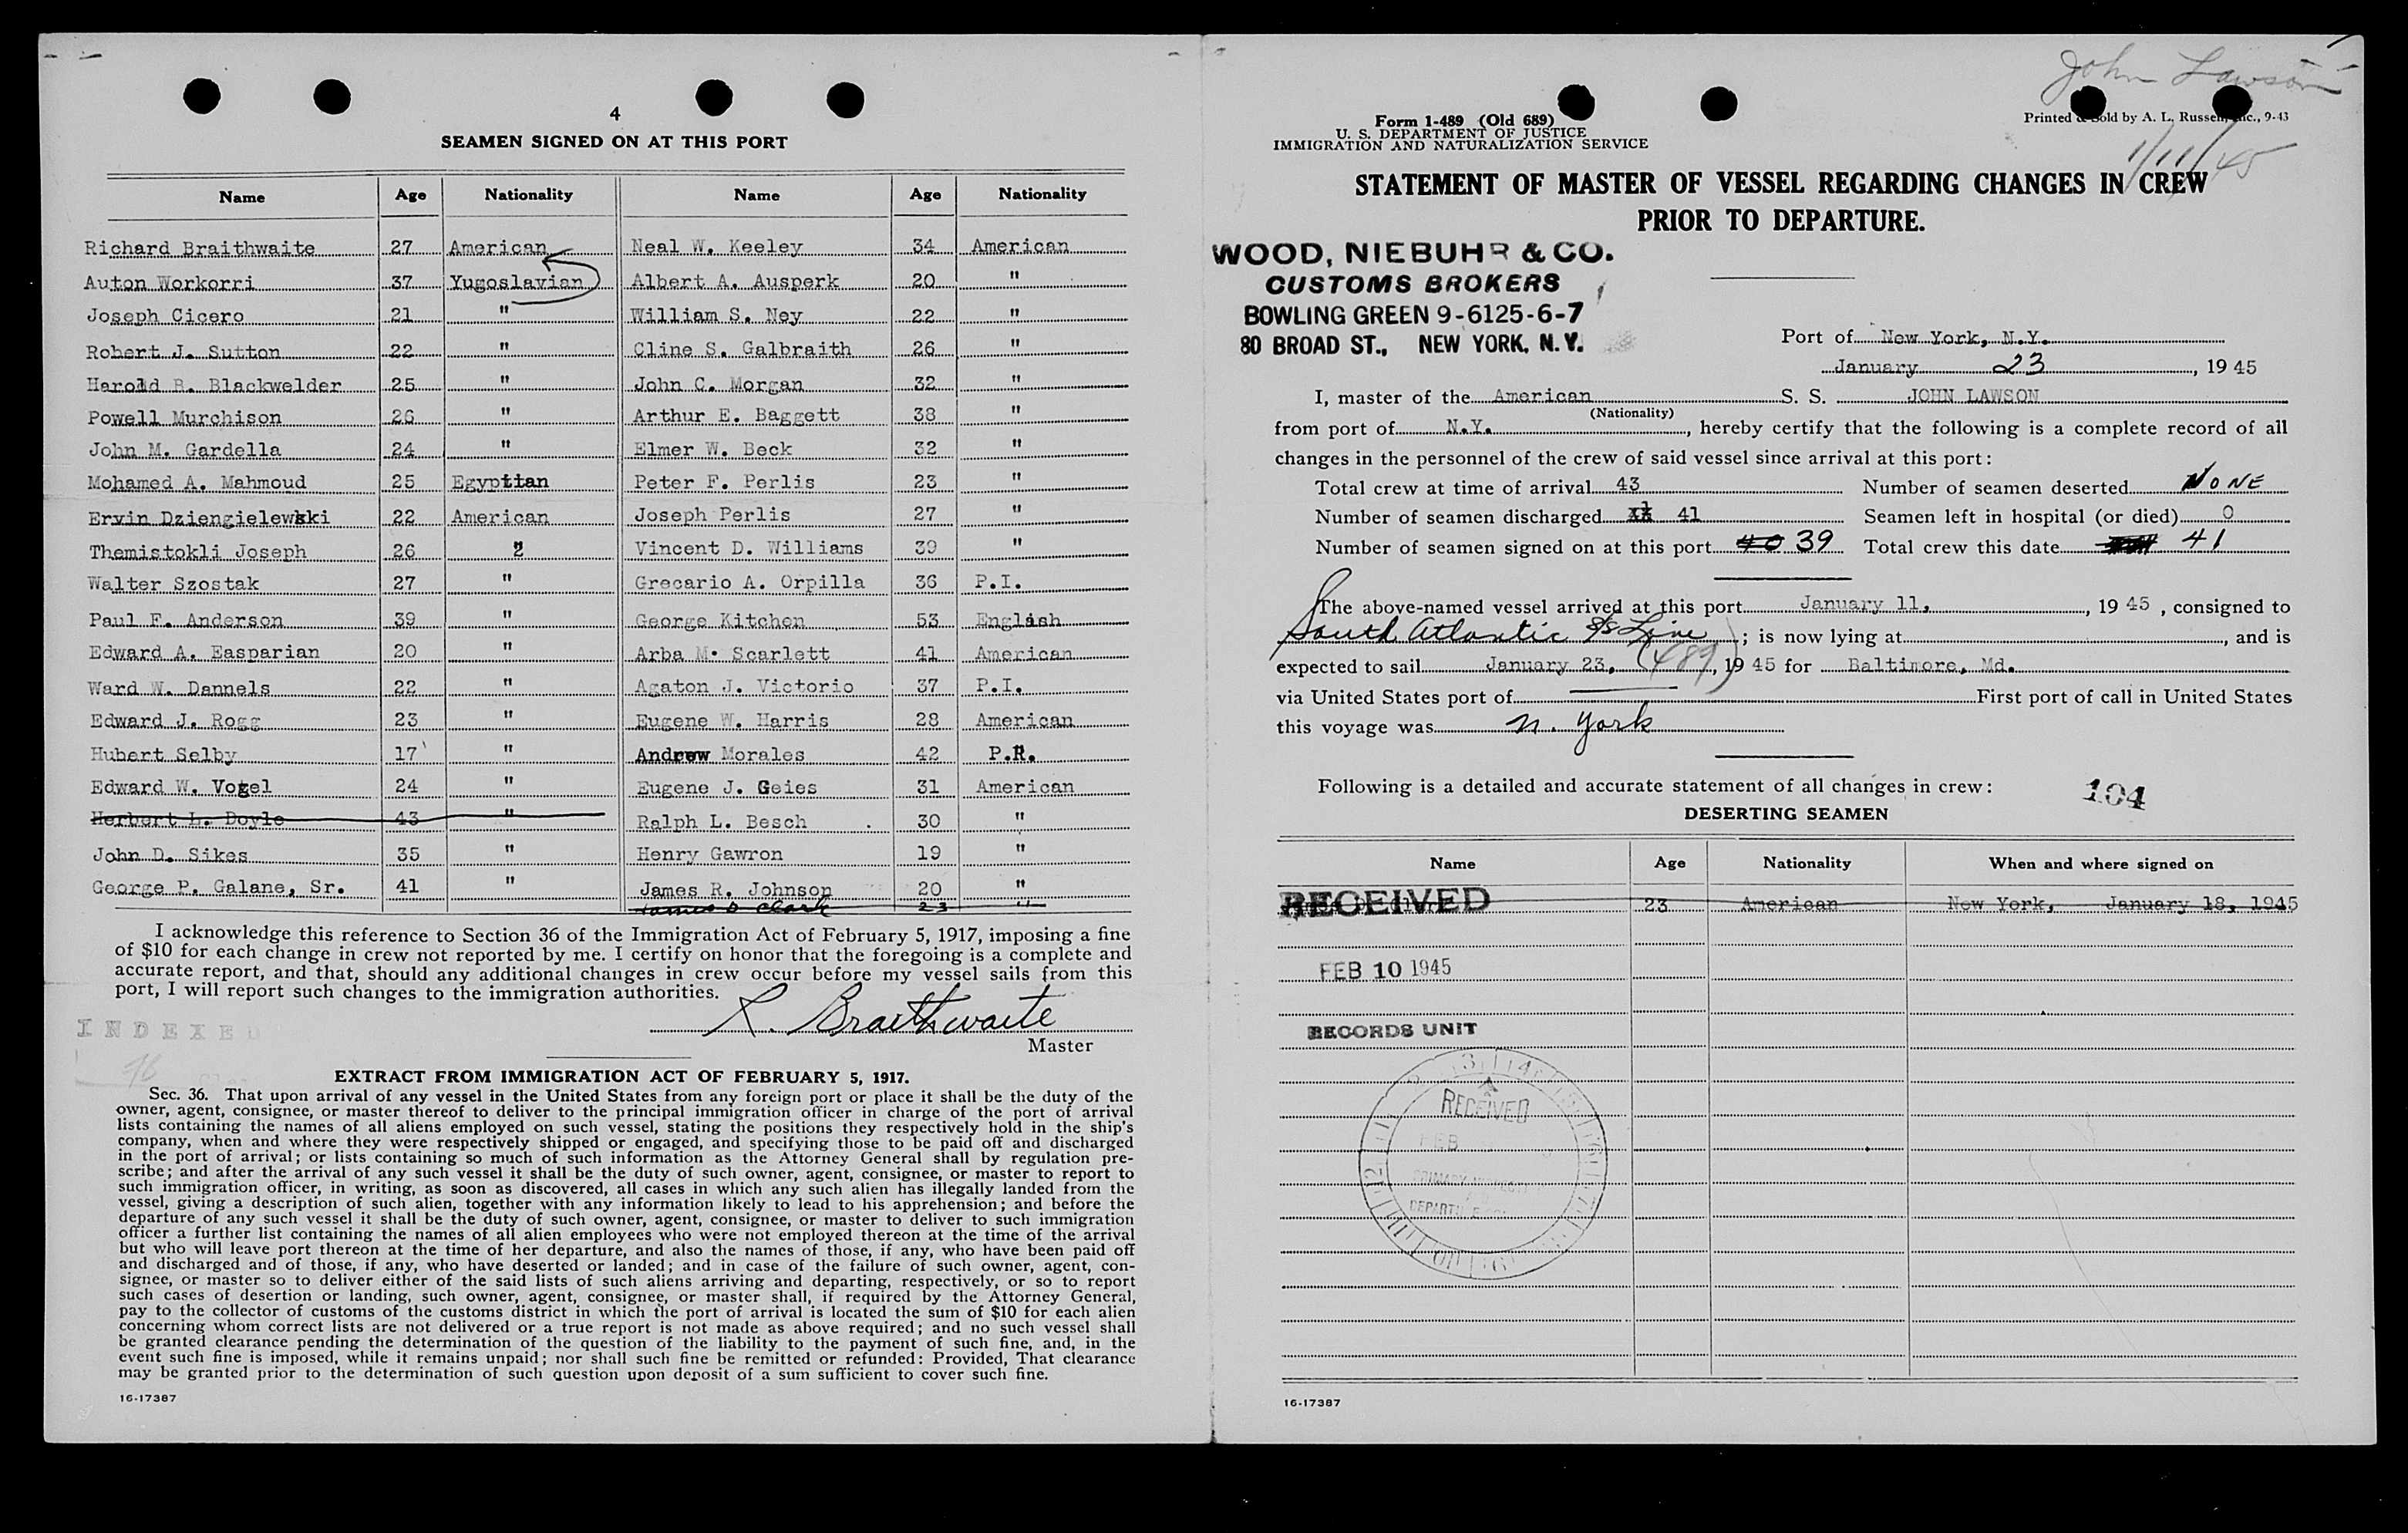 4
SEAMEN SIGNED ON AT THIS PORT
Name Age Nationality Name Age Nationality
Richard Braithwaite 27 American Neal W. Keeley 34 American
Auton Workorri 37 Yugoslavian Albert A. Ausperk 20 "
Joseph Cicero 21 " William S. Ney 22 "
Robert J. Sutton 22 " Cline S. Galbraith 26 "
Harold B. Blackwelder 25 " John C. Morgan 32 "
Powell Murchison 26 " Arthur E. Baggett 38 "
John M. Gardella 24 " Elmer W. Beck 32 "
Mohamed A. Mahmoud 25 Egyptian Peter F. Perlis 23 "
Ervin Dziengielewski 22 American Joseph Perlis 27 "
Themistokli Joseph 26 " Vincent D. Williams 39 "
Walter Szostak 27 " Grecario A. Orpilla 36 P.I.
Paul F. Anderson 39 " George Kitchen 53 English
Edward A. Easparian 20 " Arba M. Scarlett 41 American
Ward W. Dannels 22 " Agaton J. Victorio 37 P.I.
Edward J. Rogg 23 " Eugene W. Harris 28 American
Hubert Selby 17 " Andrew Morales 42 P.R.
Edward W. Vogel 24 " Eugene J. Geies 31 American
Herbert L. Doyle 43 " Ralph L. Besch 30 "
John D. Sikes 35 " Henry Gawron 19 "
George P. Galane, Sr. 41 " James R. Johnson 20 "
James D Clark 23 "
I acknowledge this reference to Section 36 of the Immigration Act of February 5, 1917, imposing a fine
of $10 for each change in crew not reported by me. I certify on honor that the foregoing is a complete and
accurate report, and that, should any additional changes in crew occur before my vessel sails from this
port, I will report such changes to the immigration authorities.
R. Braithwaite
INDEXED
Master
EXTRACT FROM IMMIGRATION ACT OF FEBRUARY 5, 1917.
Sec. 36. That upon arrival of any vessel in the United States from any foreign port or place it shall be the duty of the
owner, agent, consignee, or master thereof to deliver to the principal immigration officer in charge of the port of arrival
lists containing the names of all aliens employed on such vessel, stating the positions they respectively hold in the ship's
company, when and where they were respectively shipped or engaged, and specifying those to be paid off and discharged
in the port of arrival; or lists containing so much of such information as the Attorney General shall by regulation pre-
scribe; and after the arrival of any such vessel it shall be the duty of such owner, agent, consignee, or master to report to
such immigration officer, in writing, as soon as discovered, all cases in which any such alien has illegally landed from the
vessel, giving a description of such alien, together with any information likely to lead to his apprehension; and before the
departure of any such vessel it shall be the duty of such owner, agent, consignee, or master to deliver to such immigration
officer a further list containing the names of all alien employees who were not employed thereon at the time of the arrival
but who will leave port thereon at the time of her departure, and also the names of those, if any, who have been paid off
and discharged and of those, if any, who have deserted or landed; and in case of the failure of such owner, agent, con-
signee, or master so to deliver either of the said lists of such aliens arriving and departing, respectively, or so to report
such cases of desertion or landing, such owner, agent, consignee, or master shall, if required by the Attorney General,
pay to the collector of customs of the customs district in which the port of arrival is located the sum of $10 for each alien
concerning whom correct lists are not delivered or a true report is not made as above required; and no such vessel shall
be granted clearance pending the determination of the question of the liability to the payment of such fine, and, in the
event such fine is imposed, while it remains unpaid; nor shall such fine be remitted or refunded: Provided, That clearance
may be granted prior to the determination of such question upon deposit of a sum sufficient to cover such fine.
16-17387
John Lawson
1/11/45
Form 1-489 (Old 689)
U. S. DEPARTMENT OF JUSTICE
IMMIGRATION AND NATURALIZATION SERVICE
Printed & Sold by A. L. Russell, Inc., 9-43
STATEMENT OF MASTER OF VESSEL REGARDING CHANGES IN CREW
PRIOR TO DEPARTURE.
WOOD, NIEBUHR & CO.
CUSTOMS BROKERS
BOWLING GREEN 9-6125-6-7
80 BROAD ST., NEW YORK, N.Y.
Port of New York, N.Y.
January 23, 1945
I, master of the American S. S. JOHN LAWSON
(Nationality)
from port of N.Y., hereby certify that the following is a complete record of all
changes in the personnel of the crew of said vessel since arrival at this port:
Total crew at time of arrival 43 Number of seamen deserted NONE
Number of seamen discharged 41 Seamen left in hospital (or died) 0
Number of seamen signed on at this port 40 39 Total crew this date 41
The above-named vessel arrived at this port January 11, 1945, consigned to
South Atlantic S/S Line; is now lying at , and is
expected to sail January 23, (489) 1945 for Baltimore, Md.
via United States port of First port of call in United States
this voyage was N. York
Following is a detailed and accurate statement of all changes in crew:
104
DESERTING SEAMEN
Name Age Nationality When and where signed on
RECEIVED 23 American New York, January 18, 1945
FEB 10 1945
RECORDS UNIT
RECEIVED
FEB
16-17387